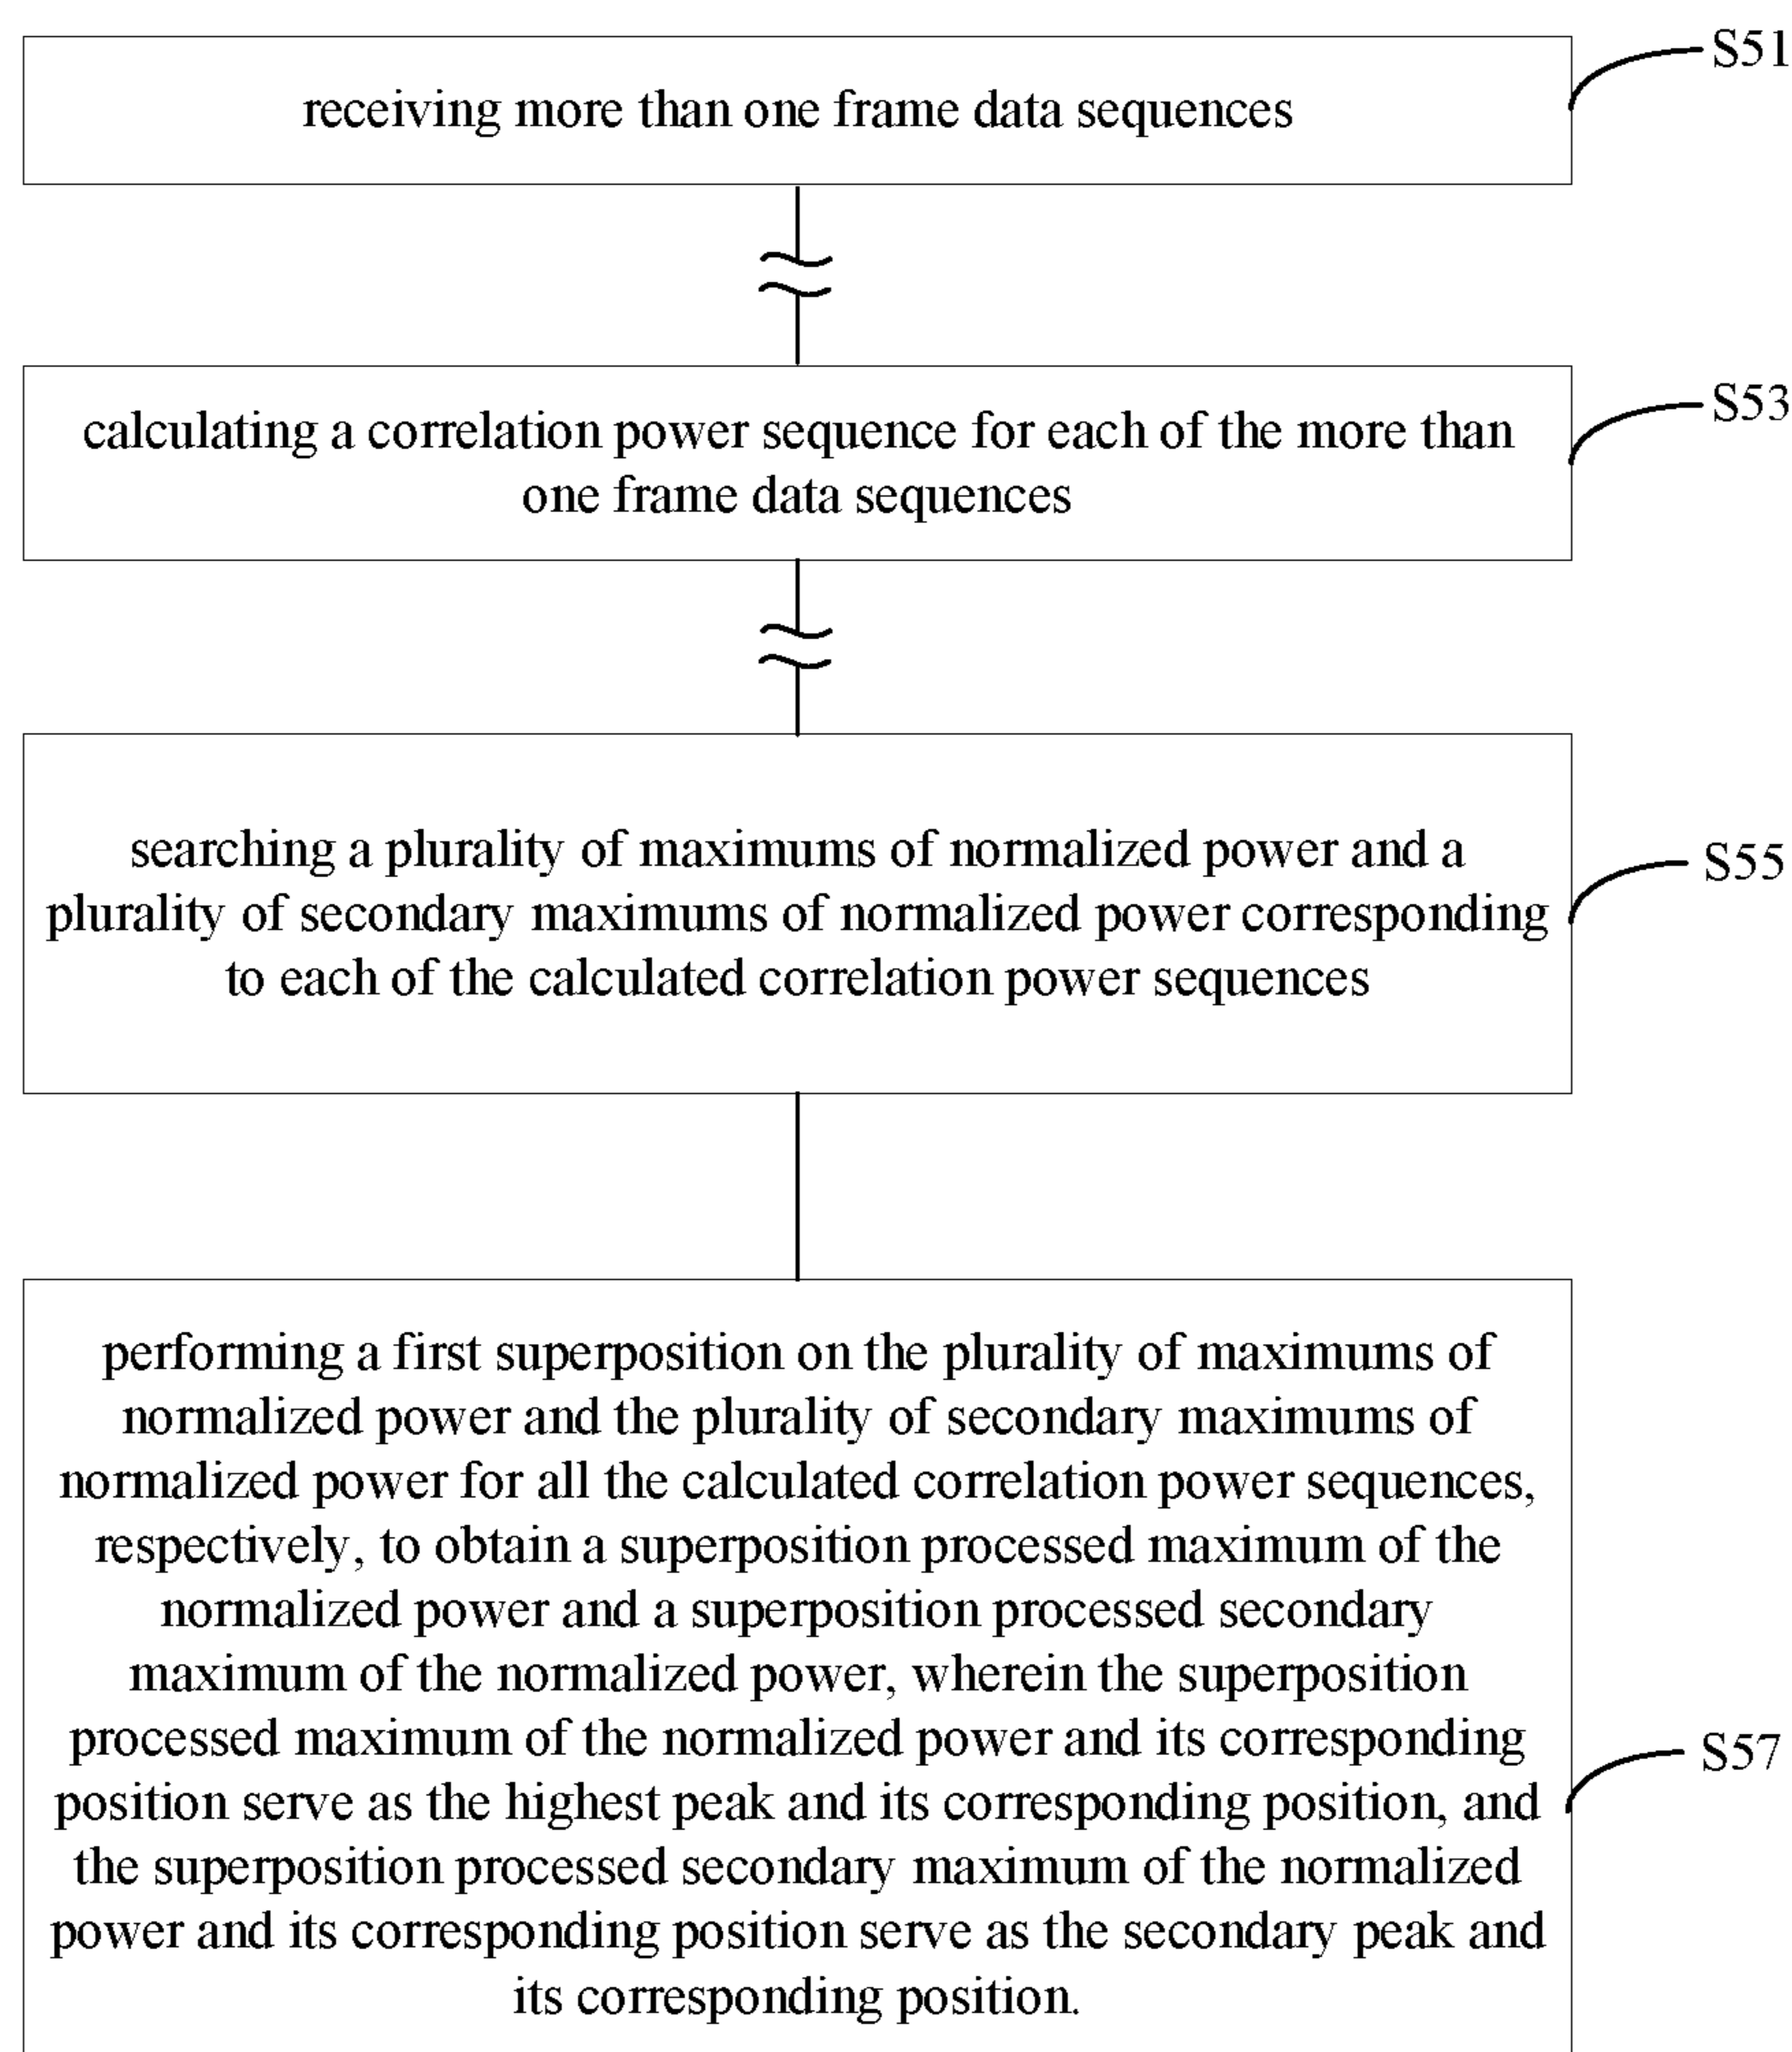 S51
receiving more than one frame data sequences
S53
calculating a correlation power sequence for each of the more than
one frame data sequences
searching a plurality of maximums of normalized power and a
S55
plurality of secondary maximums of normalized power corresponding
to each of the calculated correlation power sequences
performing a first superposition on the plurality of maximums of
normalized power and the plurality of secondary maximums of
normalized power for all the calculated correlation power sequences,
respectively, to obtain a superposition processed maximum of the
normalized power and a superposition processed secondary
maximum of the normalized power, wherein the superposition
processed maximum of the normalized power and its corresponding
S57
position serve as the highest peak and its corresponding position, and
the superposition processed secondary maximum of the normalized
power and its corresponding position serve as the secondary peak and
its corresponding position.